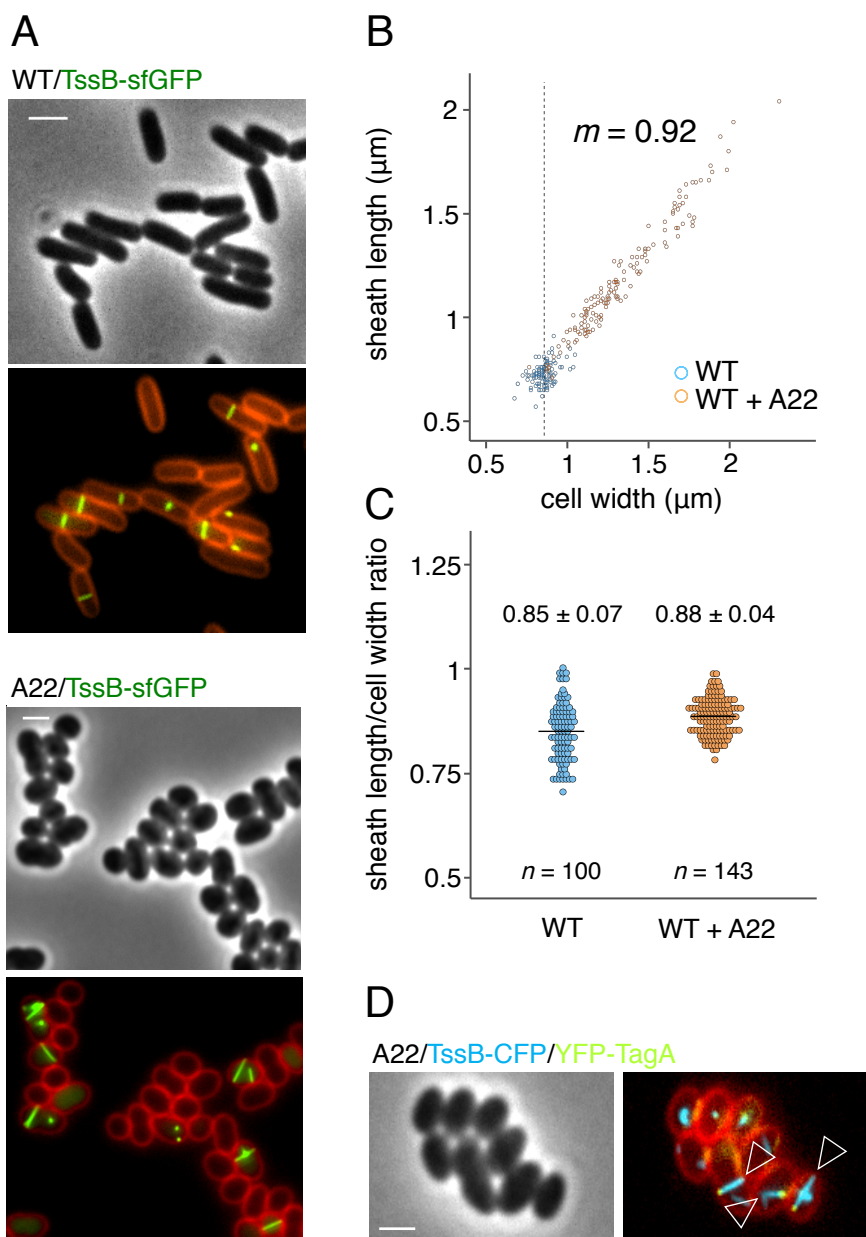 A
WT/TssB-sfGFP
A22/TssB-sfGFP
B
sheath length (μm)
2
1.5
1
0.5
m = 0.92
WT
WT + A22
0.5
1
1.5
2
cell width (μm)
C
sheath length/cell width ratio
1.25
1
0.75
0.5
0.85 ± 0.07
0.88 ± 0.04
n = 100
n = 143
WT
WT + A22
D
A22/TssB-CFP/YFP-TagA